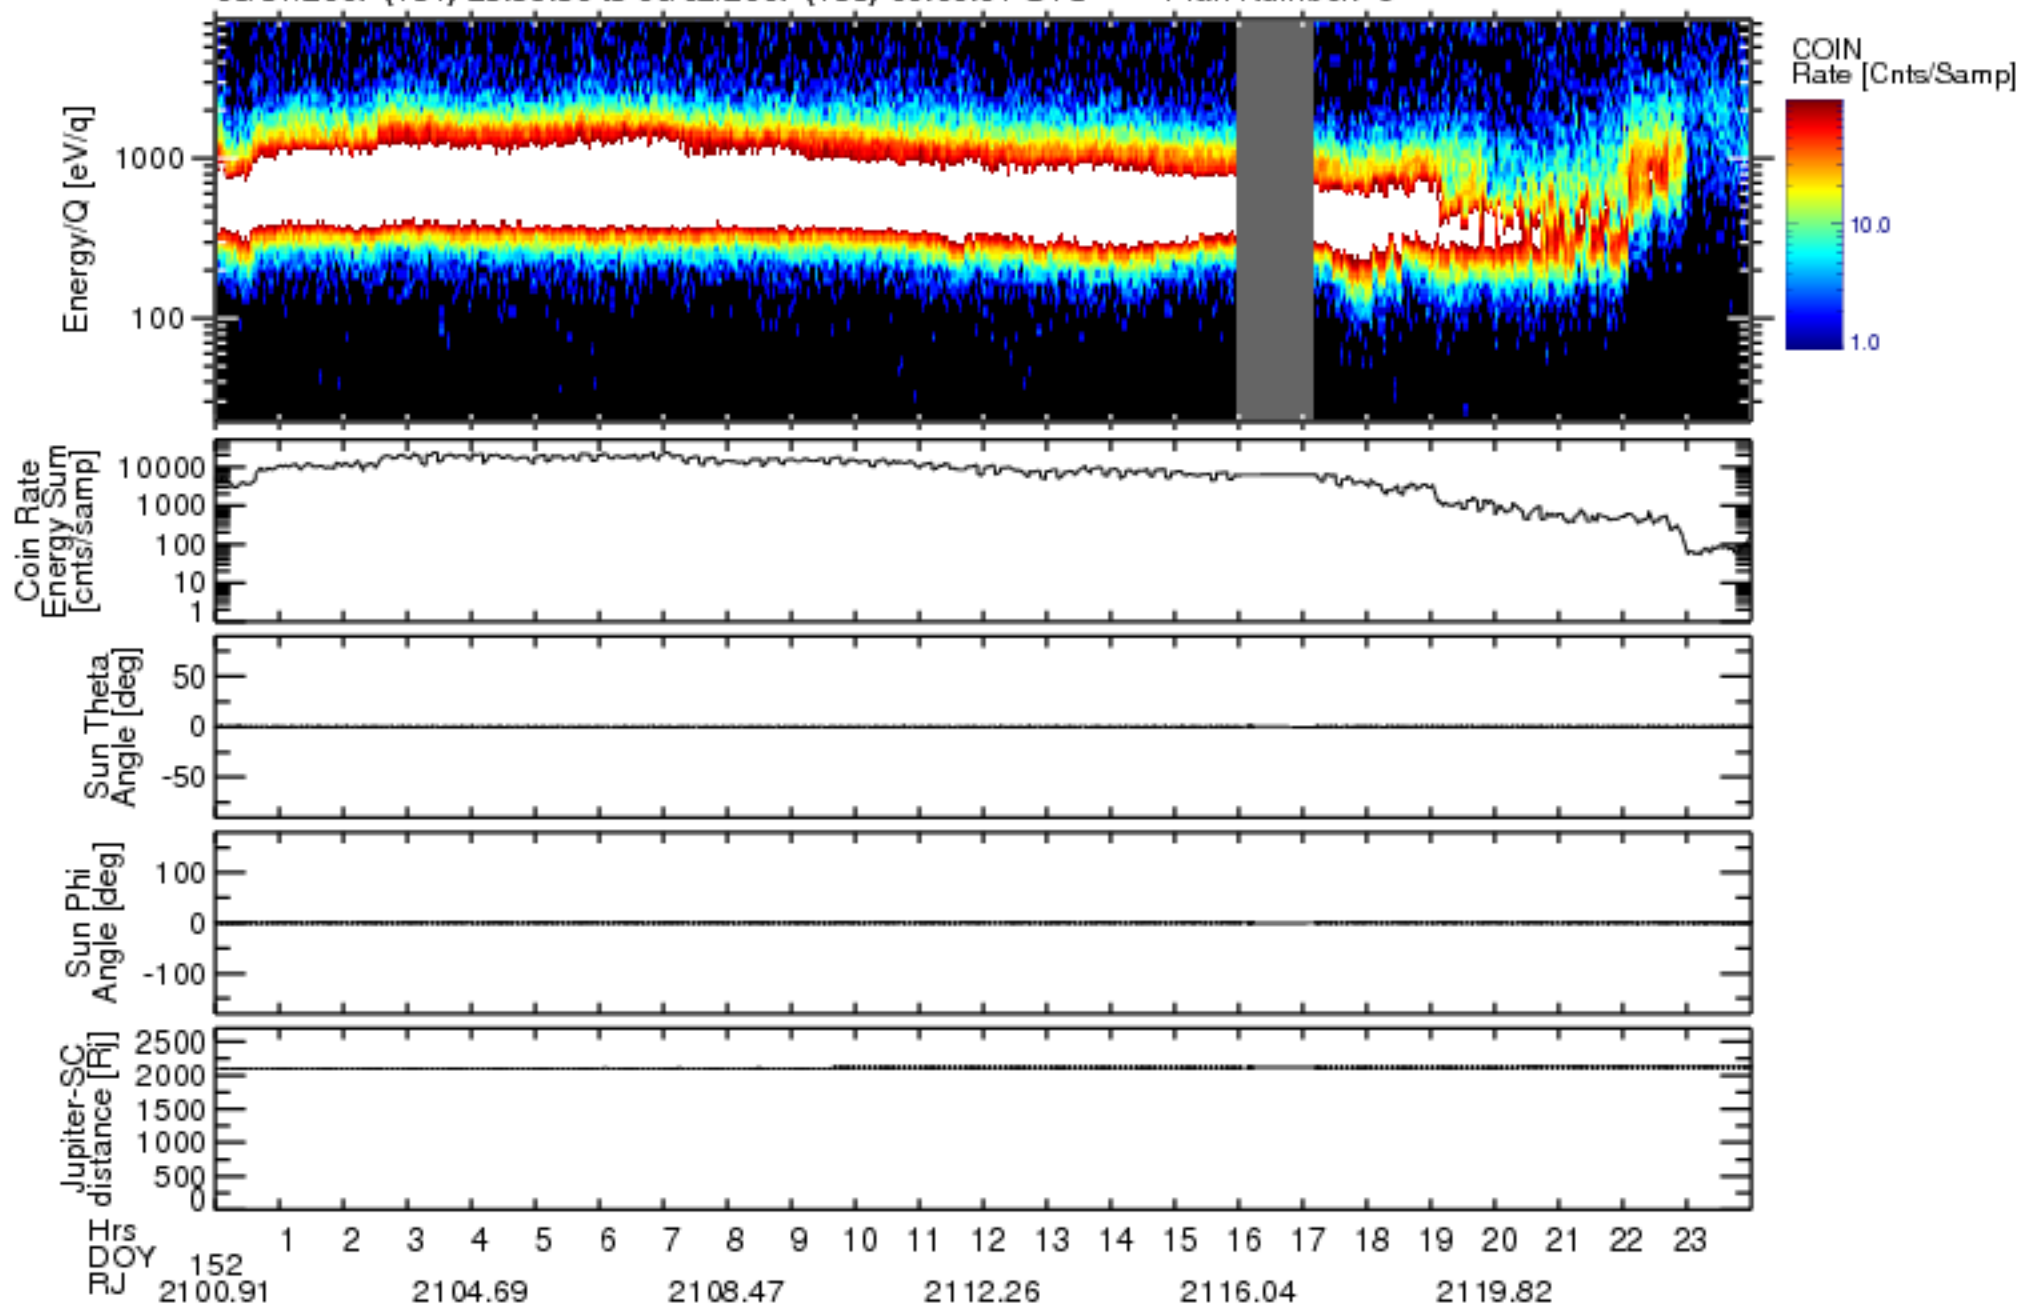 COIN
Rate [Cnts/Samp]
10.0
1.0
Energy/Q [eV/q]
1000
100
Coin Rate
Energy Sum
[cnts/samp]
10000
1000
100
10
1
Sun Theta
Angle [deg]
50
0
-50
Sun Phi
Angle [deg]
100
0
-100
Jupiter-SC
distance [Rj]
2500
2000
1500
1000
500
0
Hrs 1 2 3 4 5 6 7 8 9 10 11 12 13 14 15 16 17 18 19 20 21 22 23
DOY 152
RJ 2100.91 2104.69 2108.47 2112.26 2116.04 2119.82